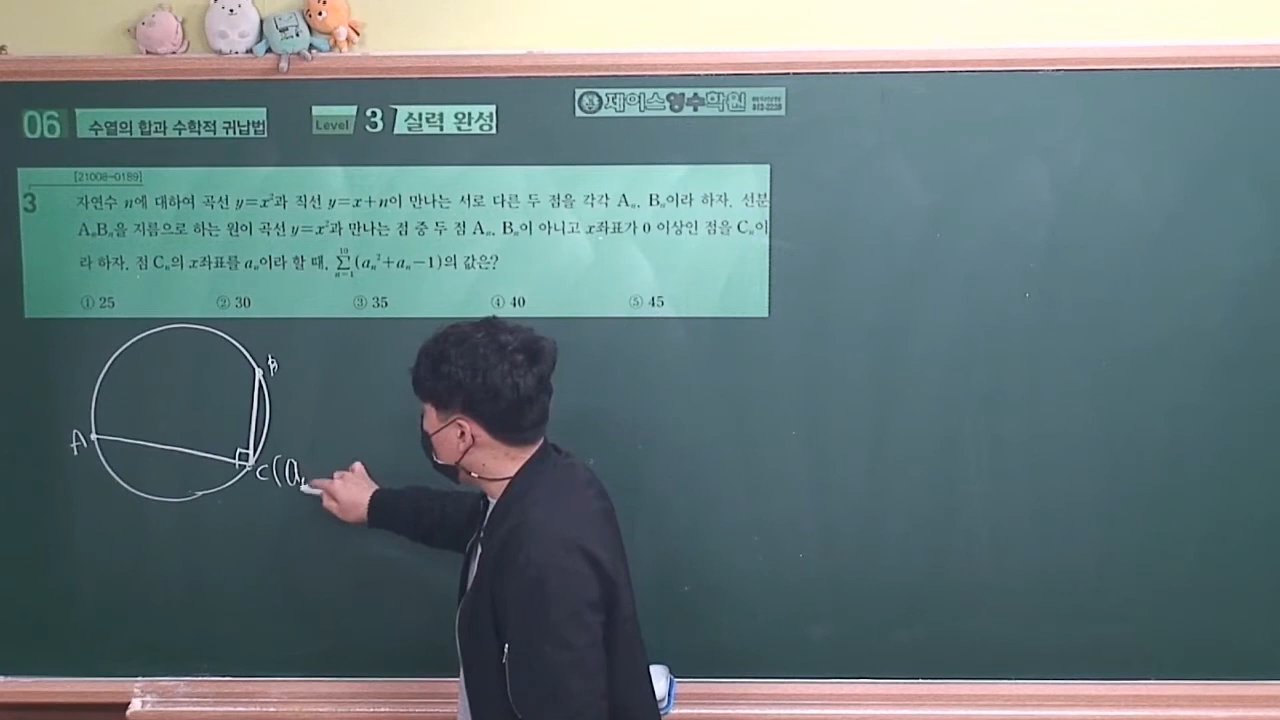 06 수열의 합과 수학적 귀납법 Level 3 실력 완성
제이스영수학원
[21008-0189]
3 자연수 n에 대하여 곡선 y=x²과 직선 y=x+n이 만나는 서로 다른 두 점을 각각 Aₙ, Bₙ이라 하자. 선분
AₙBₙ을 지름으로 하는 원이 곡선 y=x²과 만나는 점 중 두 점 Aₙ, Bₙ이 아니고 x좌표가 0 이상인 점을 Cₙ이
라 하자. 점 Cₙ의 x좌표를 aₙ이라 할 때, ∑ₙ₌₁¹⁰(aₙ²+aₙ-1)의 값은?
① 25 ② 30 ③ 35 ④ 40 ⑤ 45
B
A
C(a